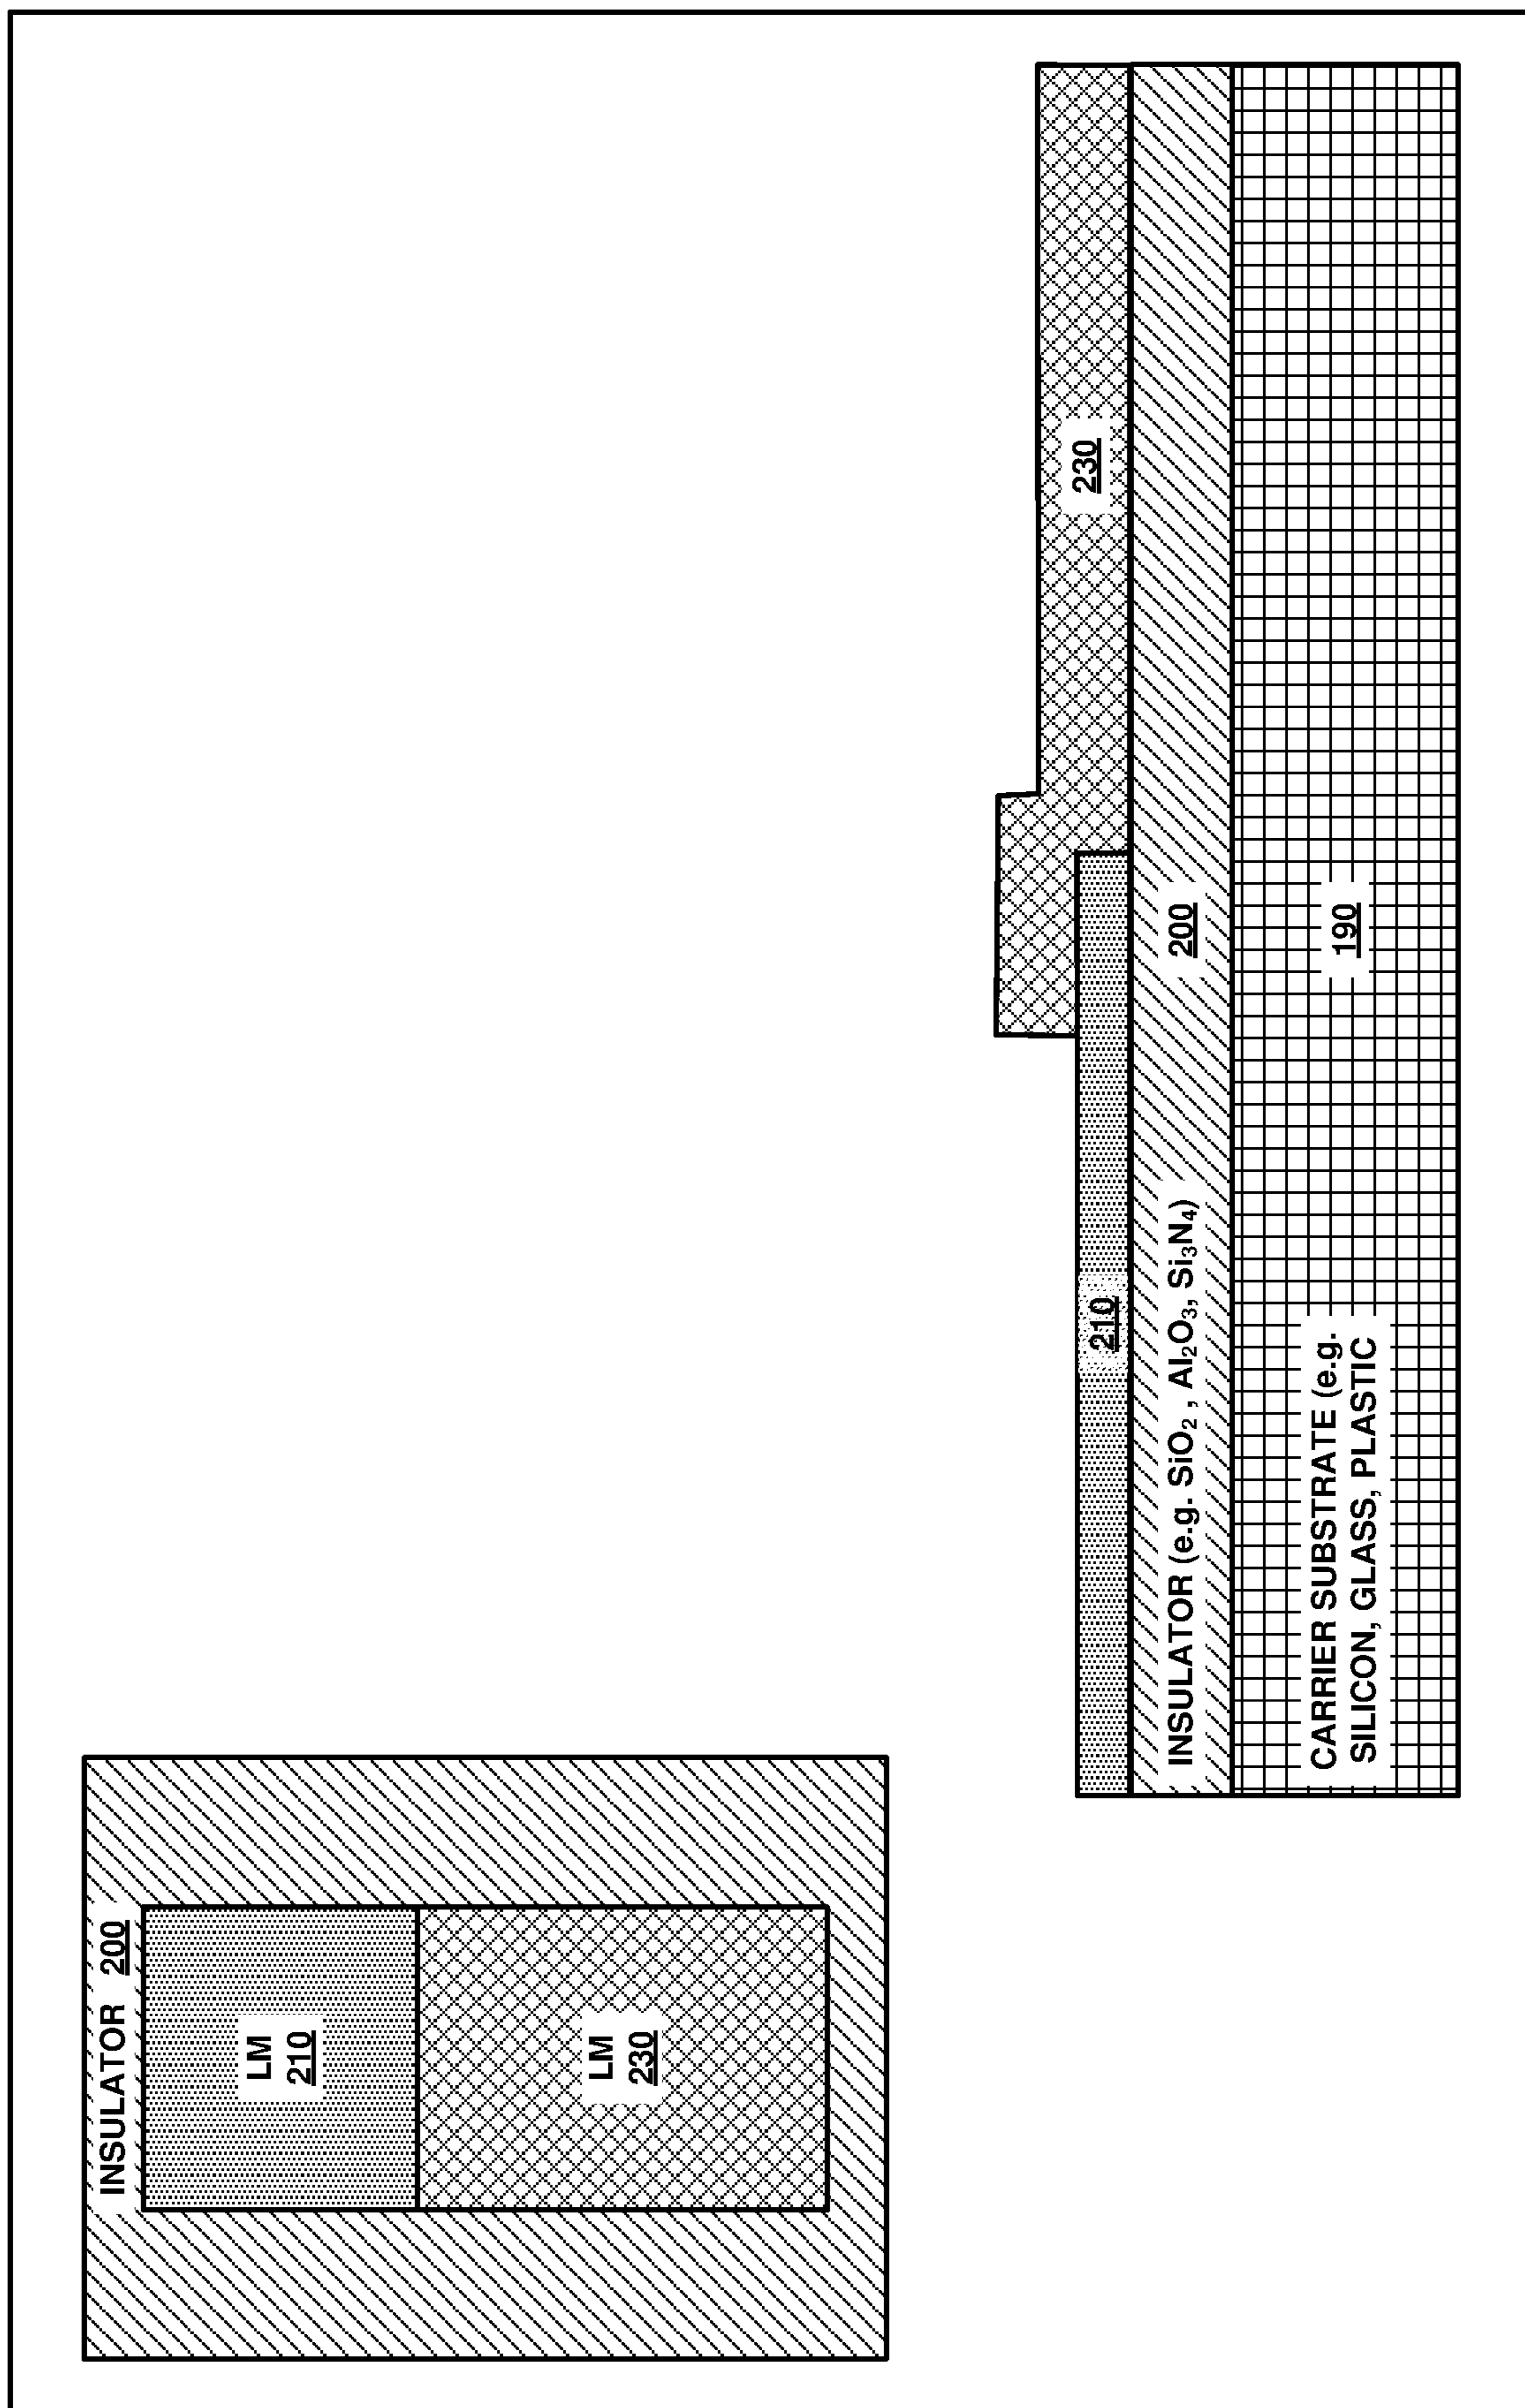 INSULATOR 200
LM
210
LM
230
230
210
200
INSULATOR (e.g. SiO₂ , Al₂O₃, Si₃N₄)
190
CARRIER SUBSTRATE (e.g.
SILICON, GLASS, PLASTIC